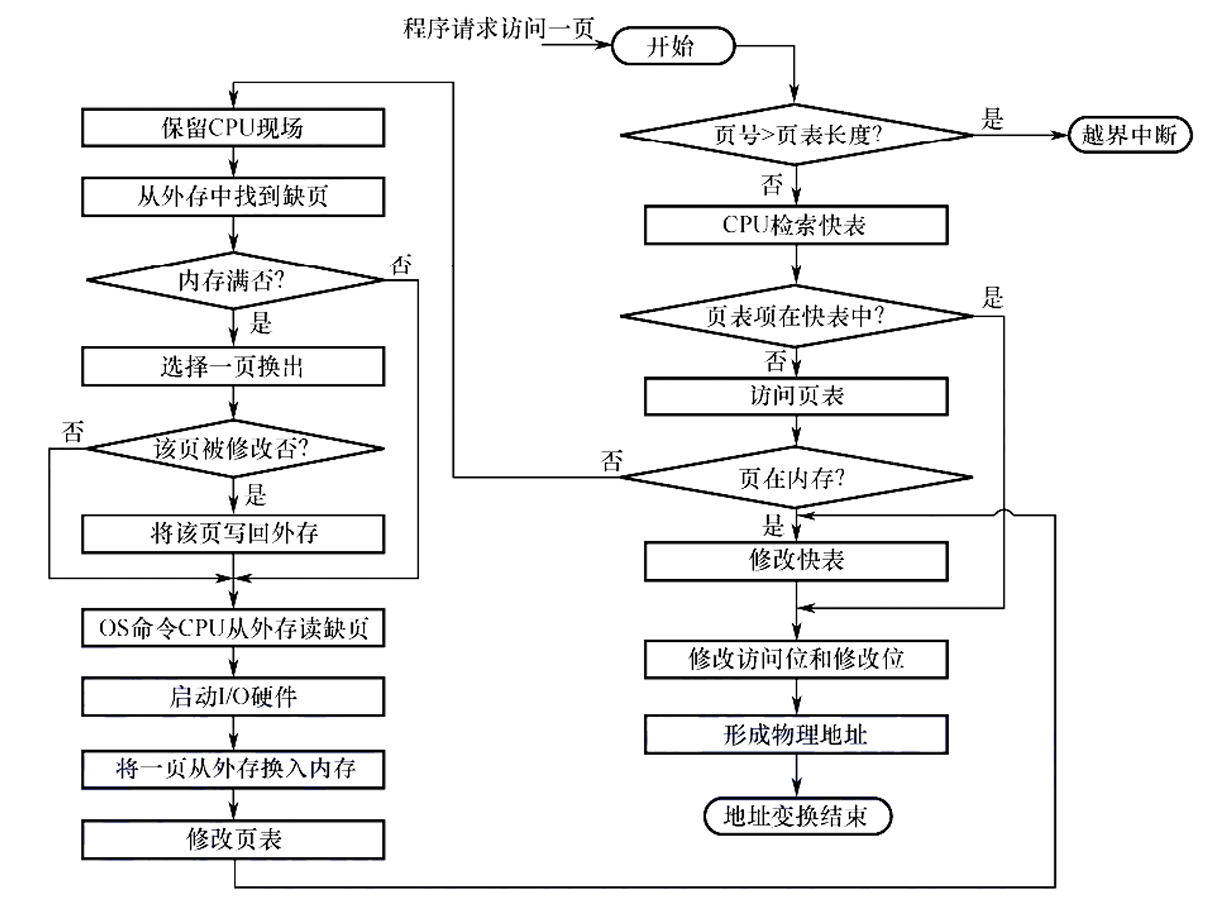 程序请求访问一页
开始
页号>页表长度?
是
越界中断
否
CPU检索快表
页表项在快表中?
是
否
访问页表
页在内存?
否
是
修改快表
修改访问位和修改位
形成物理地址
地址变换结束
保留CPU现场
从外存中找到缺页
内存满否?
否
是
选择一页换出
该页被修改否?
否
是
将该页写回外存
OS命令CPU从外存读缺页
启动I/O硬件
将一页从外存换入内存
修改页表